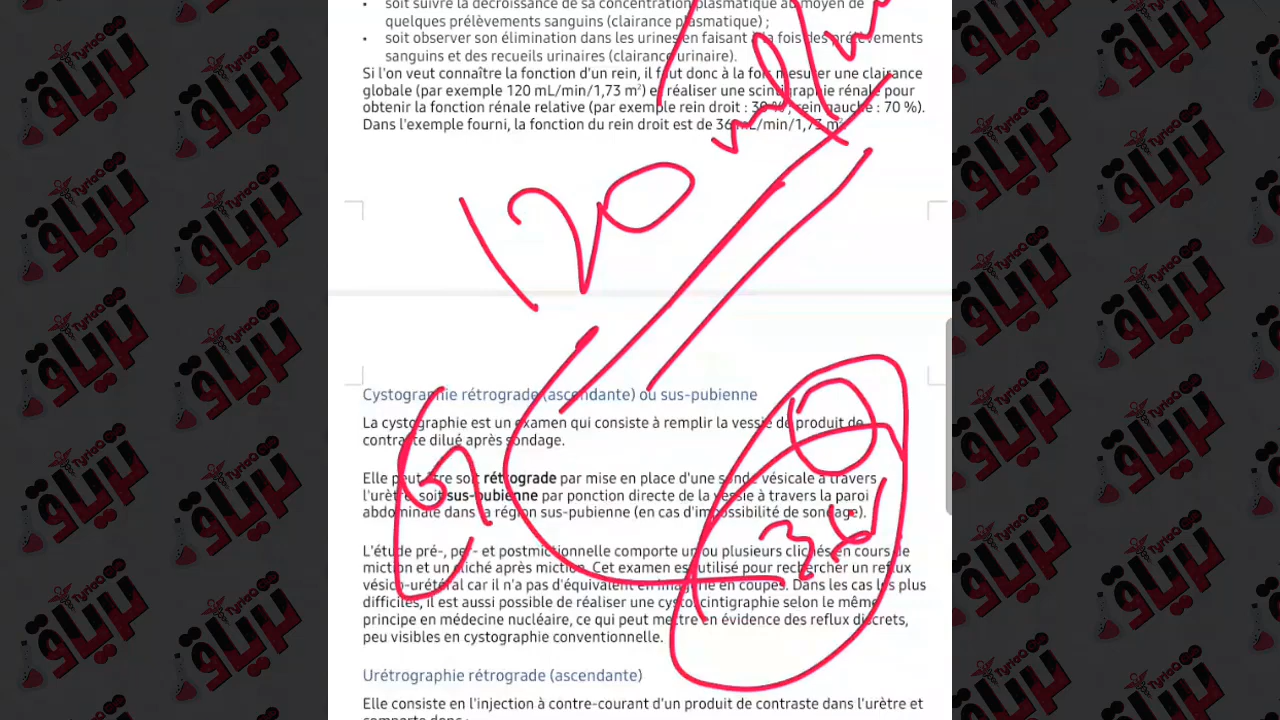 • soit suivre la décroissance de sa concentration plasmatique au moyen de
quelques prélèvements sanguins (clairance plasmatique) ;
• soit observer son élimination dans les urines en faisant à la fois des prélèvements
sanguins et des recueils urinaires (clairance urinaire).
Si l'on veut connaître la fonction d'un rein, il faut donc à la fois mesurer une clairance
globale (par exemple 120 mL/min/1,73 m²) et réaliser une scintigraphie rénale pour
obtenir la fonction rénale relative (par exemple rein droit : 30 %, rein gauche : 70 %).
Dans l'exemple fourni, la fonction du rein droit est de 36 mL/min/1,73 m².
120 ml/m
Cystographie rétrograde (ascendante) ou sus-pubienne
La cystographie est un examen qui consiste à remplir la vessie de produit de
contraste dilué après sondage.
Elle peut être soit rétrograde par mise en place d'une sonde vésicale à travers
l'urètre, soit sus-pubienne par ponction directe de la vessie à travers la paroi
abdominale dans la région sus-pubienne (en cas d'impossibilité de sondage).
L'étude pré-, per- et postmictionnelle comporte un ou plusieurs clichés en cours de
miction et un cliché après miction. Cet examen est utilisé pour rechercher un reflux
vésico-urétéral car il n'a pas d'équivalent en imagerie en coupes. Dans les cas les plus
difficiles, il est aussi possible de réaliser une cystoscintigraphie selon le même
principe en médecine nucléaire, ce qui peut mettre en évidence des reflux discrets,
peu visibles en cystographie conventionnelle.
Urétrographie rétrograde (ascendante)
Elle consiste en l'injection à contre-courant d'un produit de contraste dans l'urètre et
comporte donc :
ترياق
TyriaQ